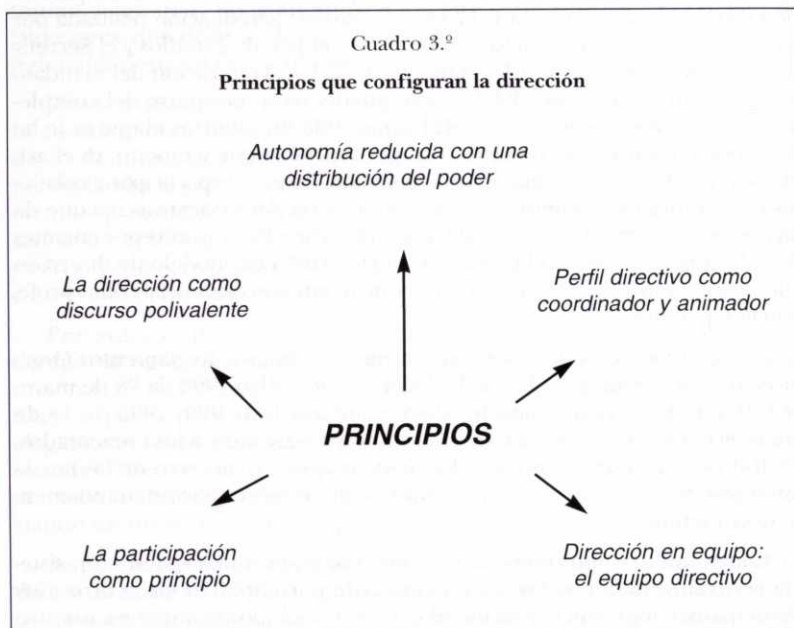 Cuadro 3.º
Principios que configuran la dirección
Autonomía reducida con una
distribución del poder
La dirección como
discurso polivalente
Perfil directivo como
coordinador y animador
PRINCIPIOS
La participación
como principio
Dirección en equipo:
el equipo directivo